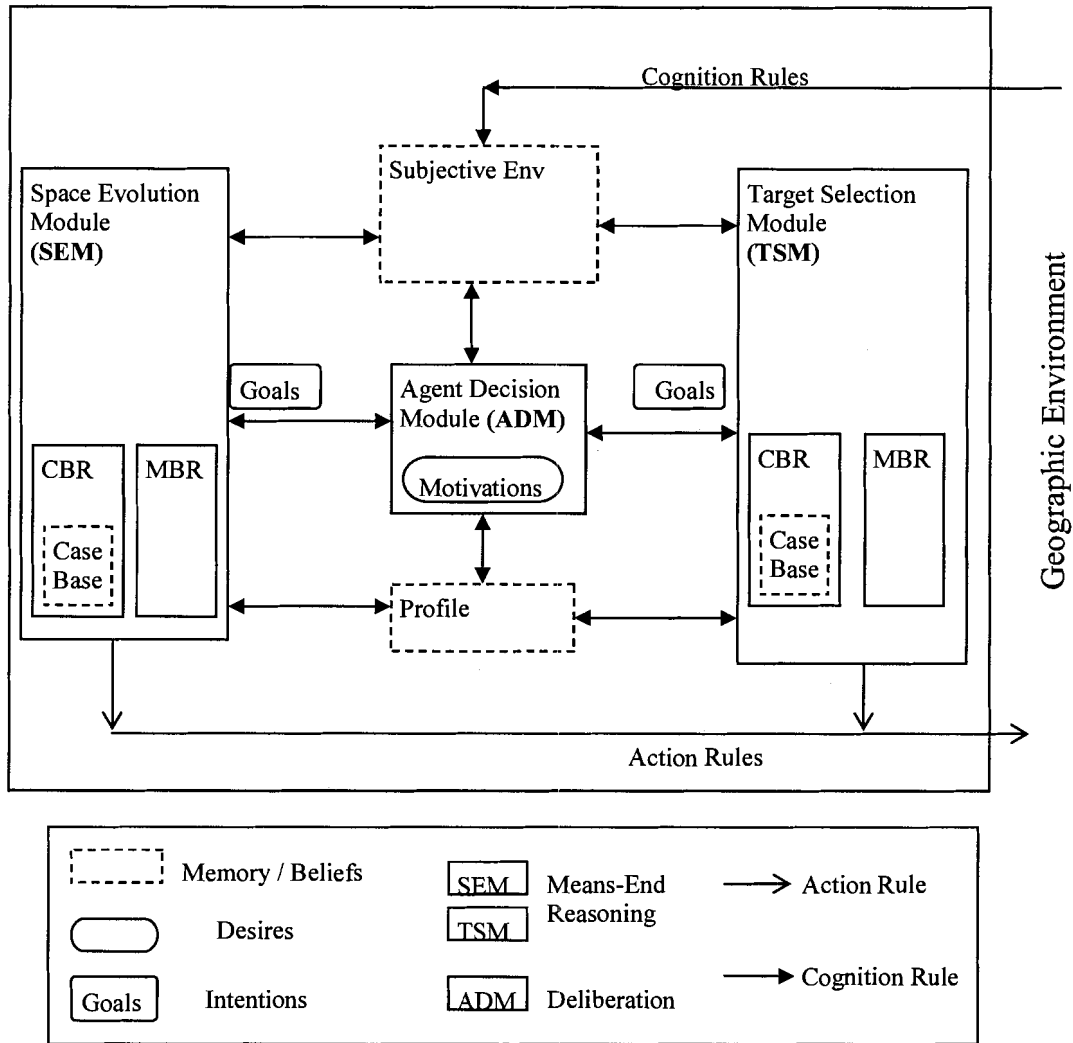 Cognition Rules
Subjective Env
Space Evolution
Module
(SEM)
Target Selection
Module
(TSM)
Geographic Environment
Goals
Agent Decision
Module (ADM)
Motivations
Goals
CBR
Case
Base
MBR
CBR
Case
Base
MBR
Profile
Action Rules
Memory / Beliefs
Desires
Goals
Intentions
SEM
TSM
Means-End
Reasoning
ADM
Deliberation
Action Rule
Cognition Rule